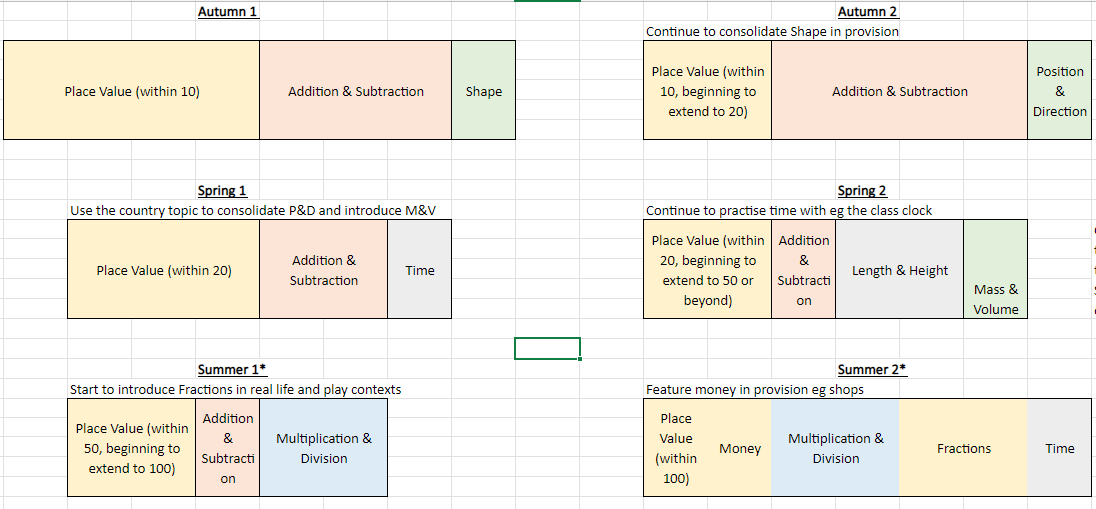 Autumn 1
Autumn 2
Continue to consolidate Shape in provision
Place Value (within 10)
Addition & Subtraction
Shape
Place Value (within
10, beginning to
extend to 20)
Addition & Subtraction
Position
&
Direction
Spring 1
Spring 2
Use the country topic to consolidate P&D and introduce M&V
Continue to practise time with eg the class clock
Place Value (within 20)
Addition &
Subtraction
Time
Place Value (within
20, beginning to
extend to 50 or
beyond)
Addition
&
Subtracti
on
Length & Height
Mass &
Volume
Summer 1*
Summer 2*
Start to introduce Fractions in real life and play contexts
Feature money in provision eg shops
Place Value (within
50, beginning to
extend to 100)
Addition
&
Subtracti
on
Multiplication &
Division
Place
Value
(within
100)
Money
Multiplication &
Division
Fractions
Time